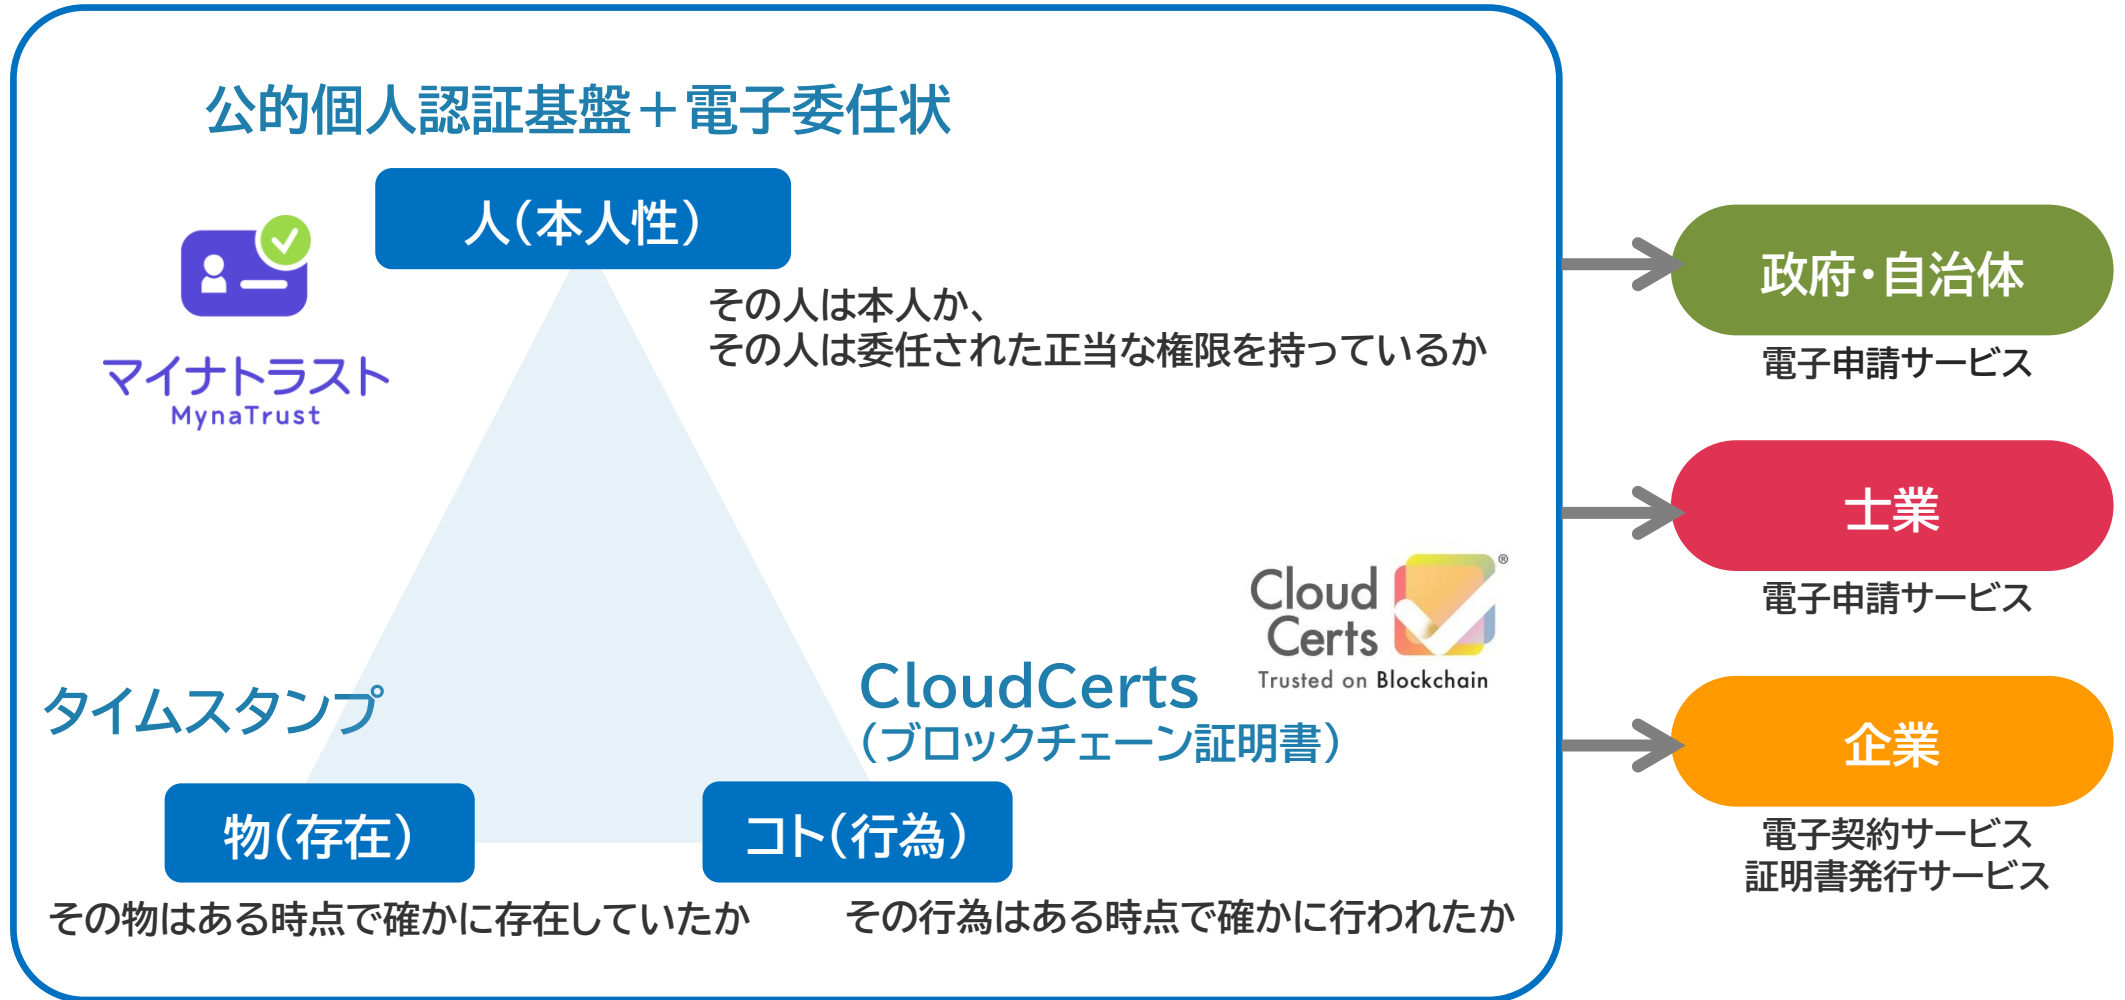 公的個人認証基盤＋電子委任状
人(本人性)
マイナトラスト
MynaTrust
その人は本人か、
その人は委任された正当な権限を持っているか
Cloud
Certs
®
Trusted on Blockchain
タイムスタンプ
CloudCerts
(ブロックチェーン証明書)
物(存在)
コト(行為)
その物はある時点で確かに存在していたか
その行為はある時点で確かに行われたか
政府・自治体
電子申請サービス
士業
電子申請サービス
企業
電子契約サービス
証明書発行サービス